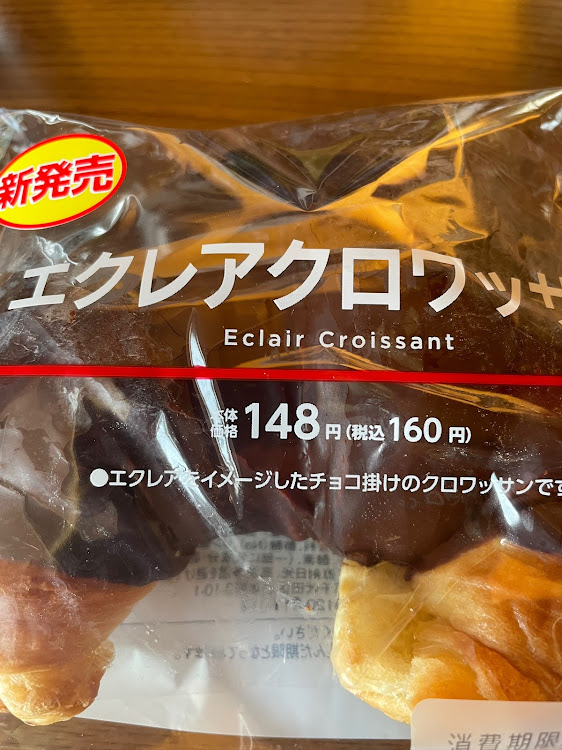 新発売
エクレアクロワッサ
Eclair Croissant
本体価格 148円(税込160円)
●エクレアをイメージしたチョコ掛けのクロワッサンです
消費期限